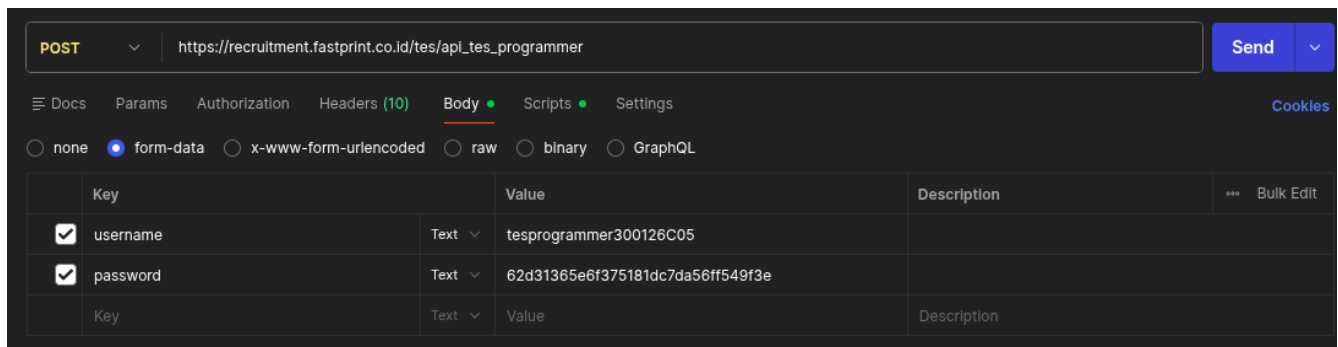 POST https://recruitment.fastprint.co.id/tes/api_tes_programmer Send
Docs Params Authorization Headers (10) Body Scripts Settings Cookies
none form-data x-www-form-urlencoded raw binary GraphQL
Key Value Description Bulk Edit
username Text tesprogrammer300126C05
password Text 62d31365e6f375181dc7da56ff549f3e
Key Text Value Description